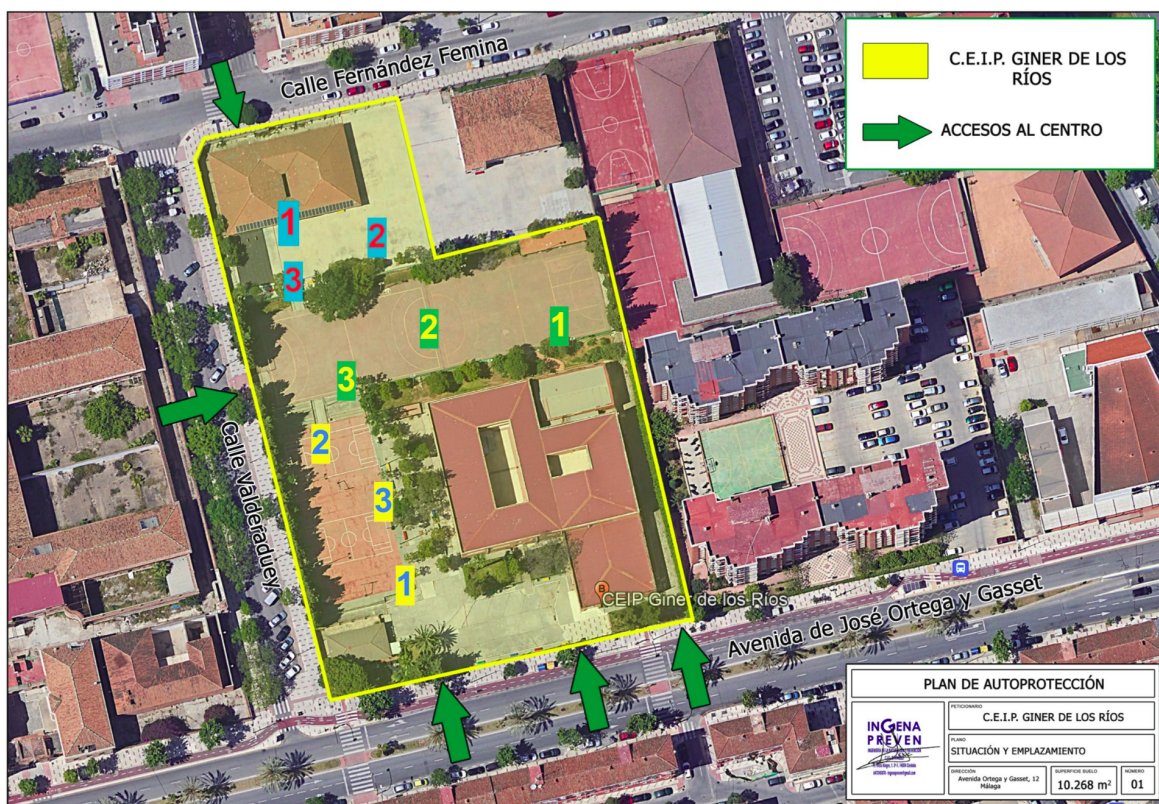 Calle Fernández Femina
C.E.I.P. GINER DE LOS
RÍOS
ACCESOS AL CENTRO
1
2
3
2
1
3
2
3
1
Calle Valderaduey
CEIP Giner de los Ríos
Avenida de José Ortega y Gasset
PLAN DE AUTOPROTECCIÓN
INGENA
PREVEN
PETICIONARIO
C.E.I.P. GINER DE LOS RÍOS
PLANO
SITUACIÓN Y EMPLAZAMIENTO
DIRECCIÓN
Avenida Ortega y Gasset, 12
Málaga
SUPERFICIE SUELO
10.268 m²
NÚMERO
01